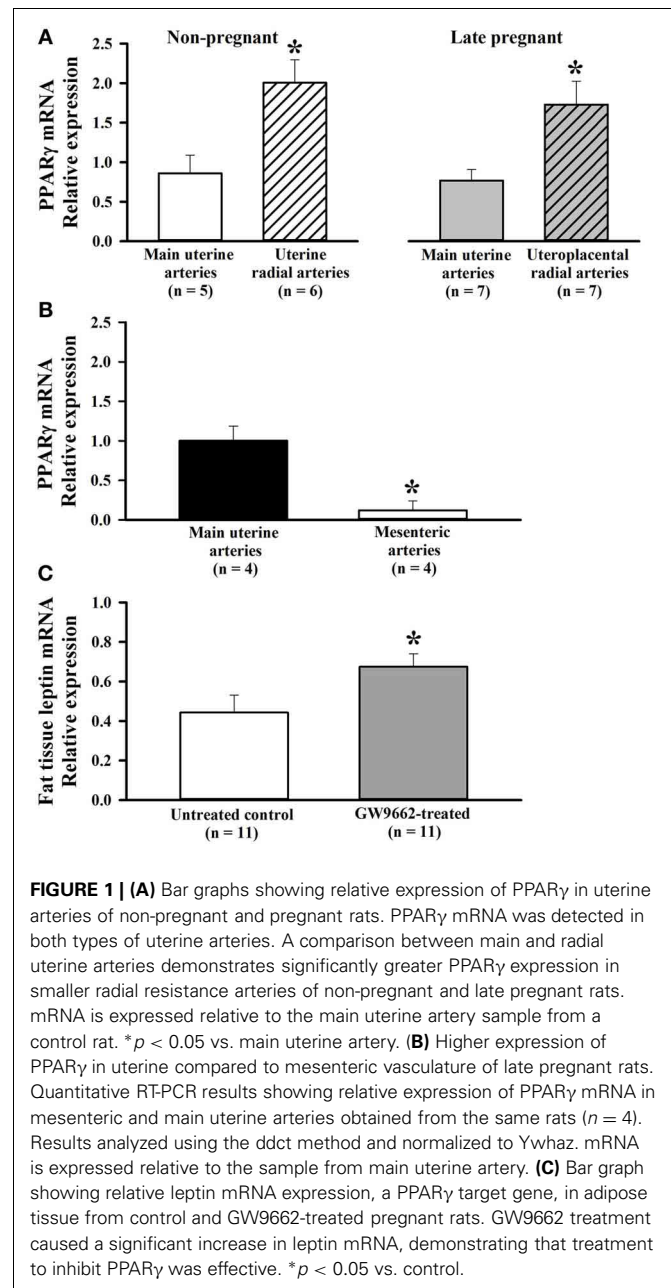 A
Non-pregnant
Late pregnant
PPARγ mRNA
Relative expression
2.5
2.0
1.5
1.0
0.5
0.0
*
*
Main uterine
arteries
(n = 5)
Uterine
radial arteries
(n = 6)
Main uterine
arteries
(n = 7)
Uteroplacental
radial arteries
(n = 7)
B
PPARγ mRNA
Relative expression
2.5
2.0
1.5
1.0
0.5
0.0
*
Main uterine
arteries
(n = 4)
Mesenteric
arteries
(n = 4)
C
Fat tissue leptin mRNA
Relative expression
1.0
0.8
0.6
0.4
0.2
0.0
*
Untreated control
(n = 11)
GW9662-treated
(n = 11)
FIGURE 1 | (A) Bar graphs showing relative expression of PPARγ in uterine
arteries of non-pregnant and pregnant rats. PPARγ mRNA was detected in
both types of uterine arteries. A comparison between main and radial
uterine arteries demonstrates significantly greater PPARγ expression in
smaller radial resistance arteries of non-pregnant and late pregnant rats.
mRNA is expressed relative to the main uterine artery sample from a
control rat. *p < 0.05 vs. main uterine artery. (B) Higher expression of
PPARγ in uterine compared to mesenteric vasculature of late pregnant rats.
Quantitative RT-PCR results showing relative expression of PPARγ mRNA in
mesenteric and main uterine arteries obtained from the same rats (n = 4).
Results analyzed using the ddct method and normalized to Ywhaz. mRNA
is expressed relative to the sample from main uterine artery. (C) Bar graph
showing relative leptin mRNA expression, a PPARγ target gene, in adipose
tissue from control and GW9662-treated pregnant rats. GW9662 treatment
caused a significant increase in leptin mRNA, demonstrating that treatment
to inhibit PPARγ was effective. *p < 0.05 vs. control.